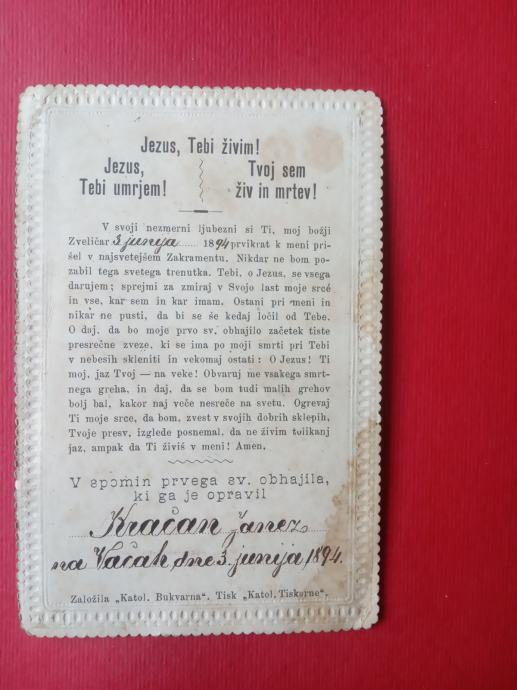 Jezus, Tebi živim!
Jezus,
Tebi umrjem!
Tvoj sem
živ in mrtev!
V svoji nezmerni ljubezni si Ti, moj božji
Zveličar 3. junija 1894 prvikrat k meni pri-
šel v najsvetejšem Zakramentu. Nikdar ne bom po-
zabil tega svetega trenutka. Tebi, o Jezus, se vsega
darujem; sprejmi za zmiraj v Svojo last moje srcé
in vse, kar sem in kar imam. Ostani pri meni in
nikar ne pusti, da bi se še kedaj ločil od Tebe.
O daj, da bo moje prvo sv. obhajilo začetek tiste
presrečne zveze, ki se ima po moji smrti pri Tebi
v nebesih skleniti in vekomaj ostati: O Jezus! Ti
moj, jaz Tvoj — na veke! Obvaruj me vsakega smrt-
nega greha, in daj, da se bom tudi malih grehov
bolj bal, kakor naj veče nesreče na svetu. Ogrevaj
Ti moje srce, da bom, zvest v svojih dobrih sklepih,
Tvoje presv. izglede posnemal, da ne živim tolikanj
jaz, ampak da Ti živiš v meni! Amen.
V spomin prvega sv. obhajila,
ki ga je opravil
Kračan Janez
na Vačah, dne 3. junija 1894.
Založila „Katol. Bukvarna“. Tisk „Katol. Tiskarne“.